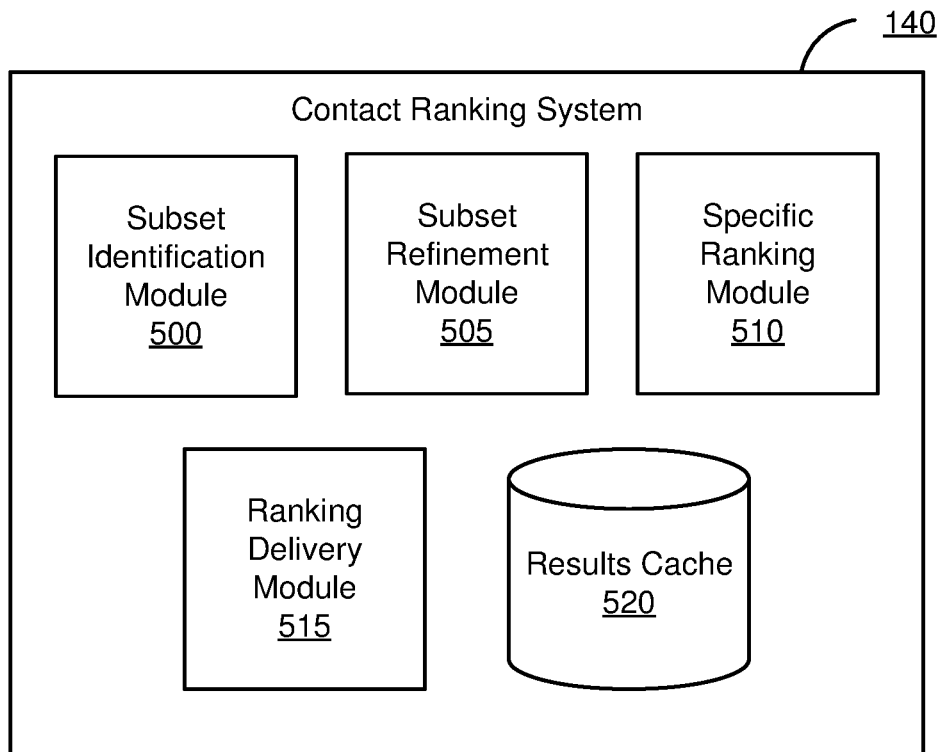 140
Contact Ranking System
Subset
Identification
Module
500
Subset
Refinement
Module
505
Specific
Ranking
Module
510
Ranking
Delivery
Module
515
Results Cache
520